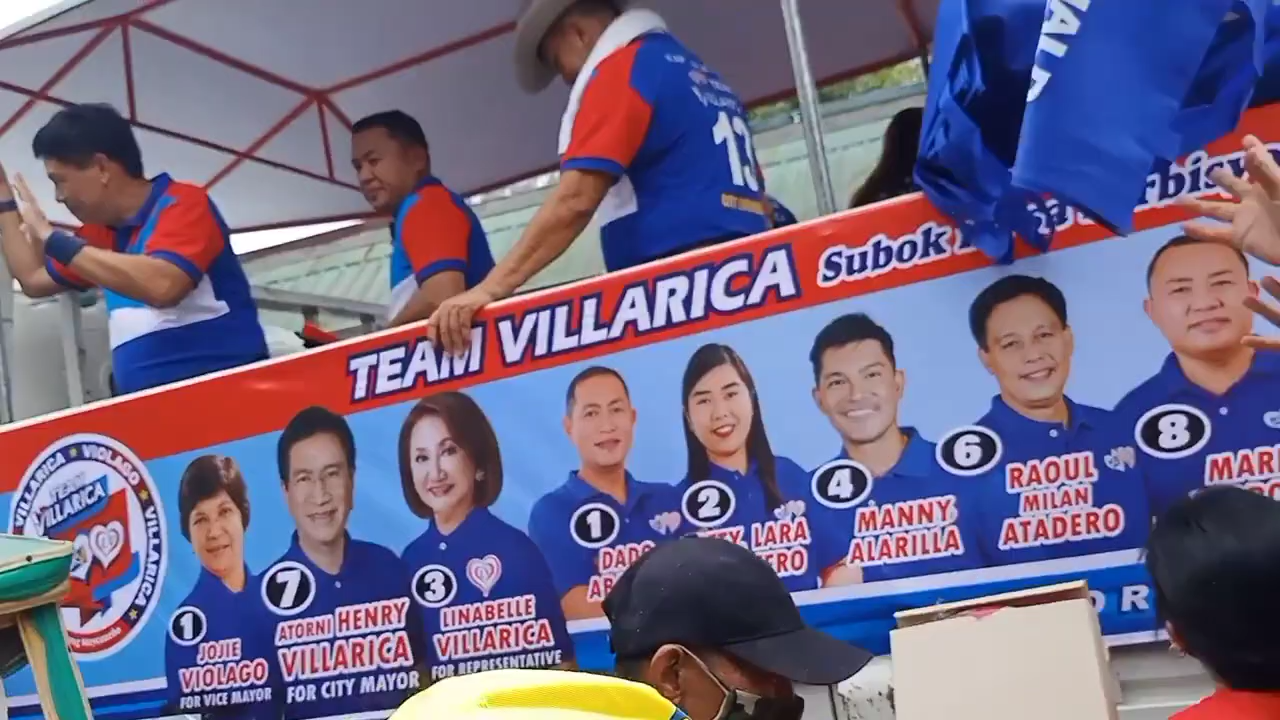 VILLARICA
13
TEAM VILLARICA Subok
VILLARICA ★ VIOLAGO ★ VILLARICA
TEAM
VILLARICA
1
JOJIE
VIOLAGO
FOR VICE MAYOR
7
ATORNI HENRY
VILLARICA
FOR CITY MAYOR
3
LINABELLE
VILLARICA
FOR REPRESENTATIVE
1
2
LARA
4
MANNY
ALARILLA
6
RAOUL
MILAN
ATADERO
8